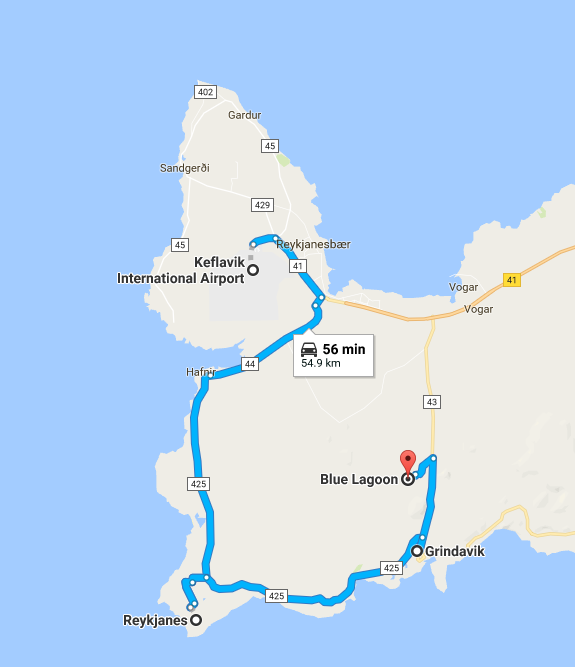 402
Gardur
45
Sandgerði
429
45
Reykjanesbær
Keflavik
International Airport
41
41
Vogar
Vogar
56 min
54.9 km
Hafnir
44
43
Blue Lagoon
425
Grindavik
425
425
Reykjanes